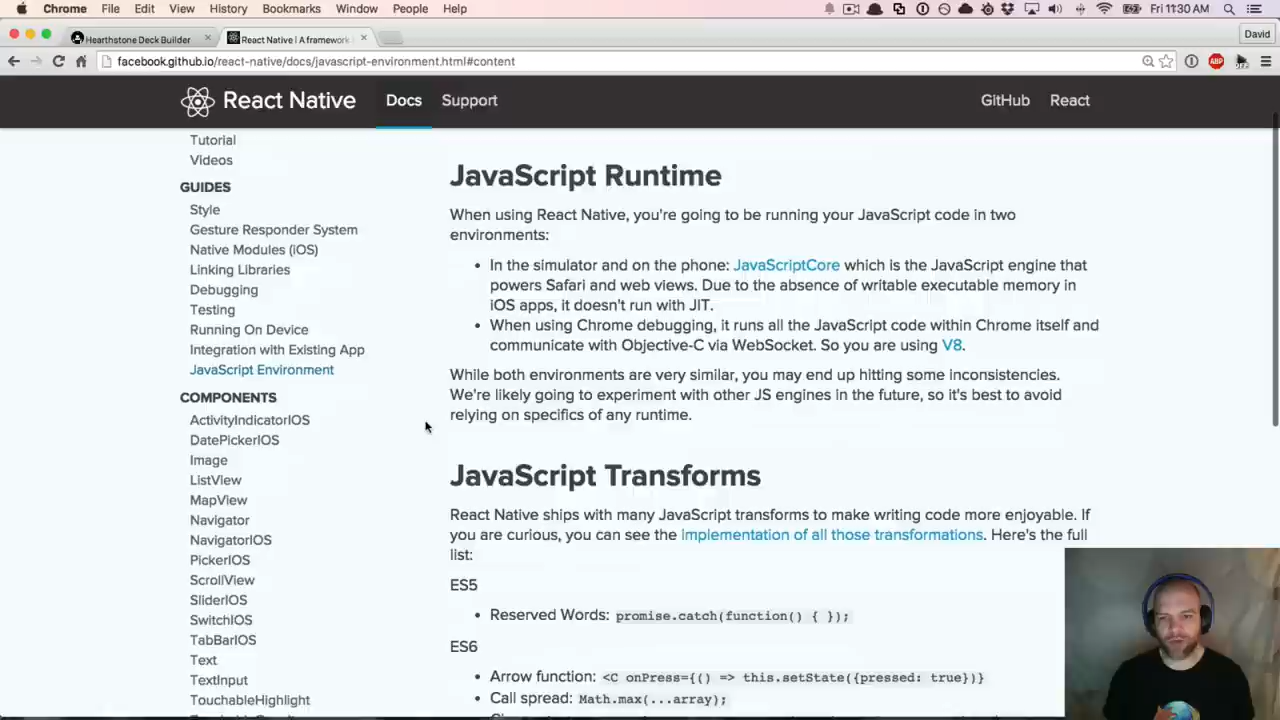 Chrome File Edit View History Bookmarks Window People Help Fri 11:30 AM
Hearthstone Deck Builder React Native | A framework David
facebook.github.io/react-native/docs/javascript-environment.html#content ABP
React Native Docs Support GitHub React
Tutorial
Videos
GUIDES
Style
Gesture Responder System
Native Modules (iOS)
Linking Libraries
Debugging
Testing
Running On Device
Integration with Existing App
JavaScript Environment
COMPONENTS
ActivityIndicatorIOS
DatePickerIOS
Image
ListView
MapView
Navigator
NavigatorIOS
PickerIOS
ScrollView
SliderIOS
SwitchIOS
TabBarIOS
Text
TextInput
TouchableHighlight
JavaScript Runtime
When using React Native, you're going to be running your JavaScript code in two
environments:
• In the simulator and on the phone: JavaScriptCore which is the JavaScript engine that
powers Safari and web views. Due to the absence of writable executable memory in
iOS apps, it doesn't run with JIT.
• When using Chrome debugging, it runs all the JavaScript code within Chrome itself and
communicate with Objective-C via WebSocket. So you are using V8.
While both environments are very similar, you may end up hitting some inconsistencies.
We're likely going to experiment with other JS engines in the future, so it's best to avoid
relying on specifics of any runtime.
JavaScript Transforms
React Native ships with many JavaScript transforms to make writing code more enjoyable. If
you are curious, you can see the implementation of all those transformations. Here's the full
list:
ES5
• Reserved Words: promise.catch(function() { });
ES6
• Arrow function: <C onPress={() => this.setState({pressed: true})}
• Call spread: Math.max(...array);